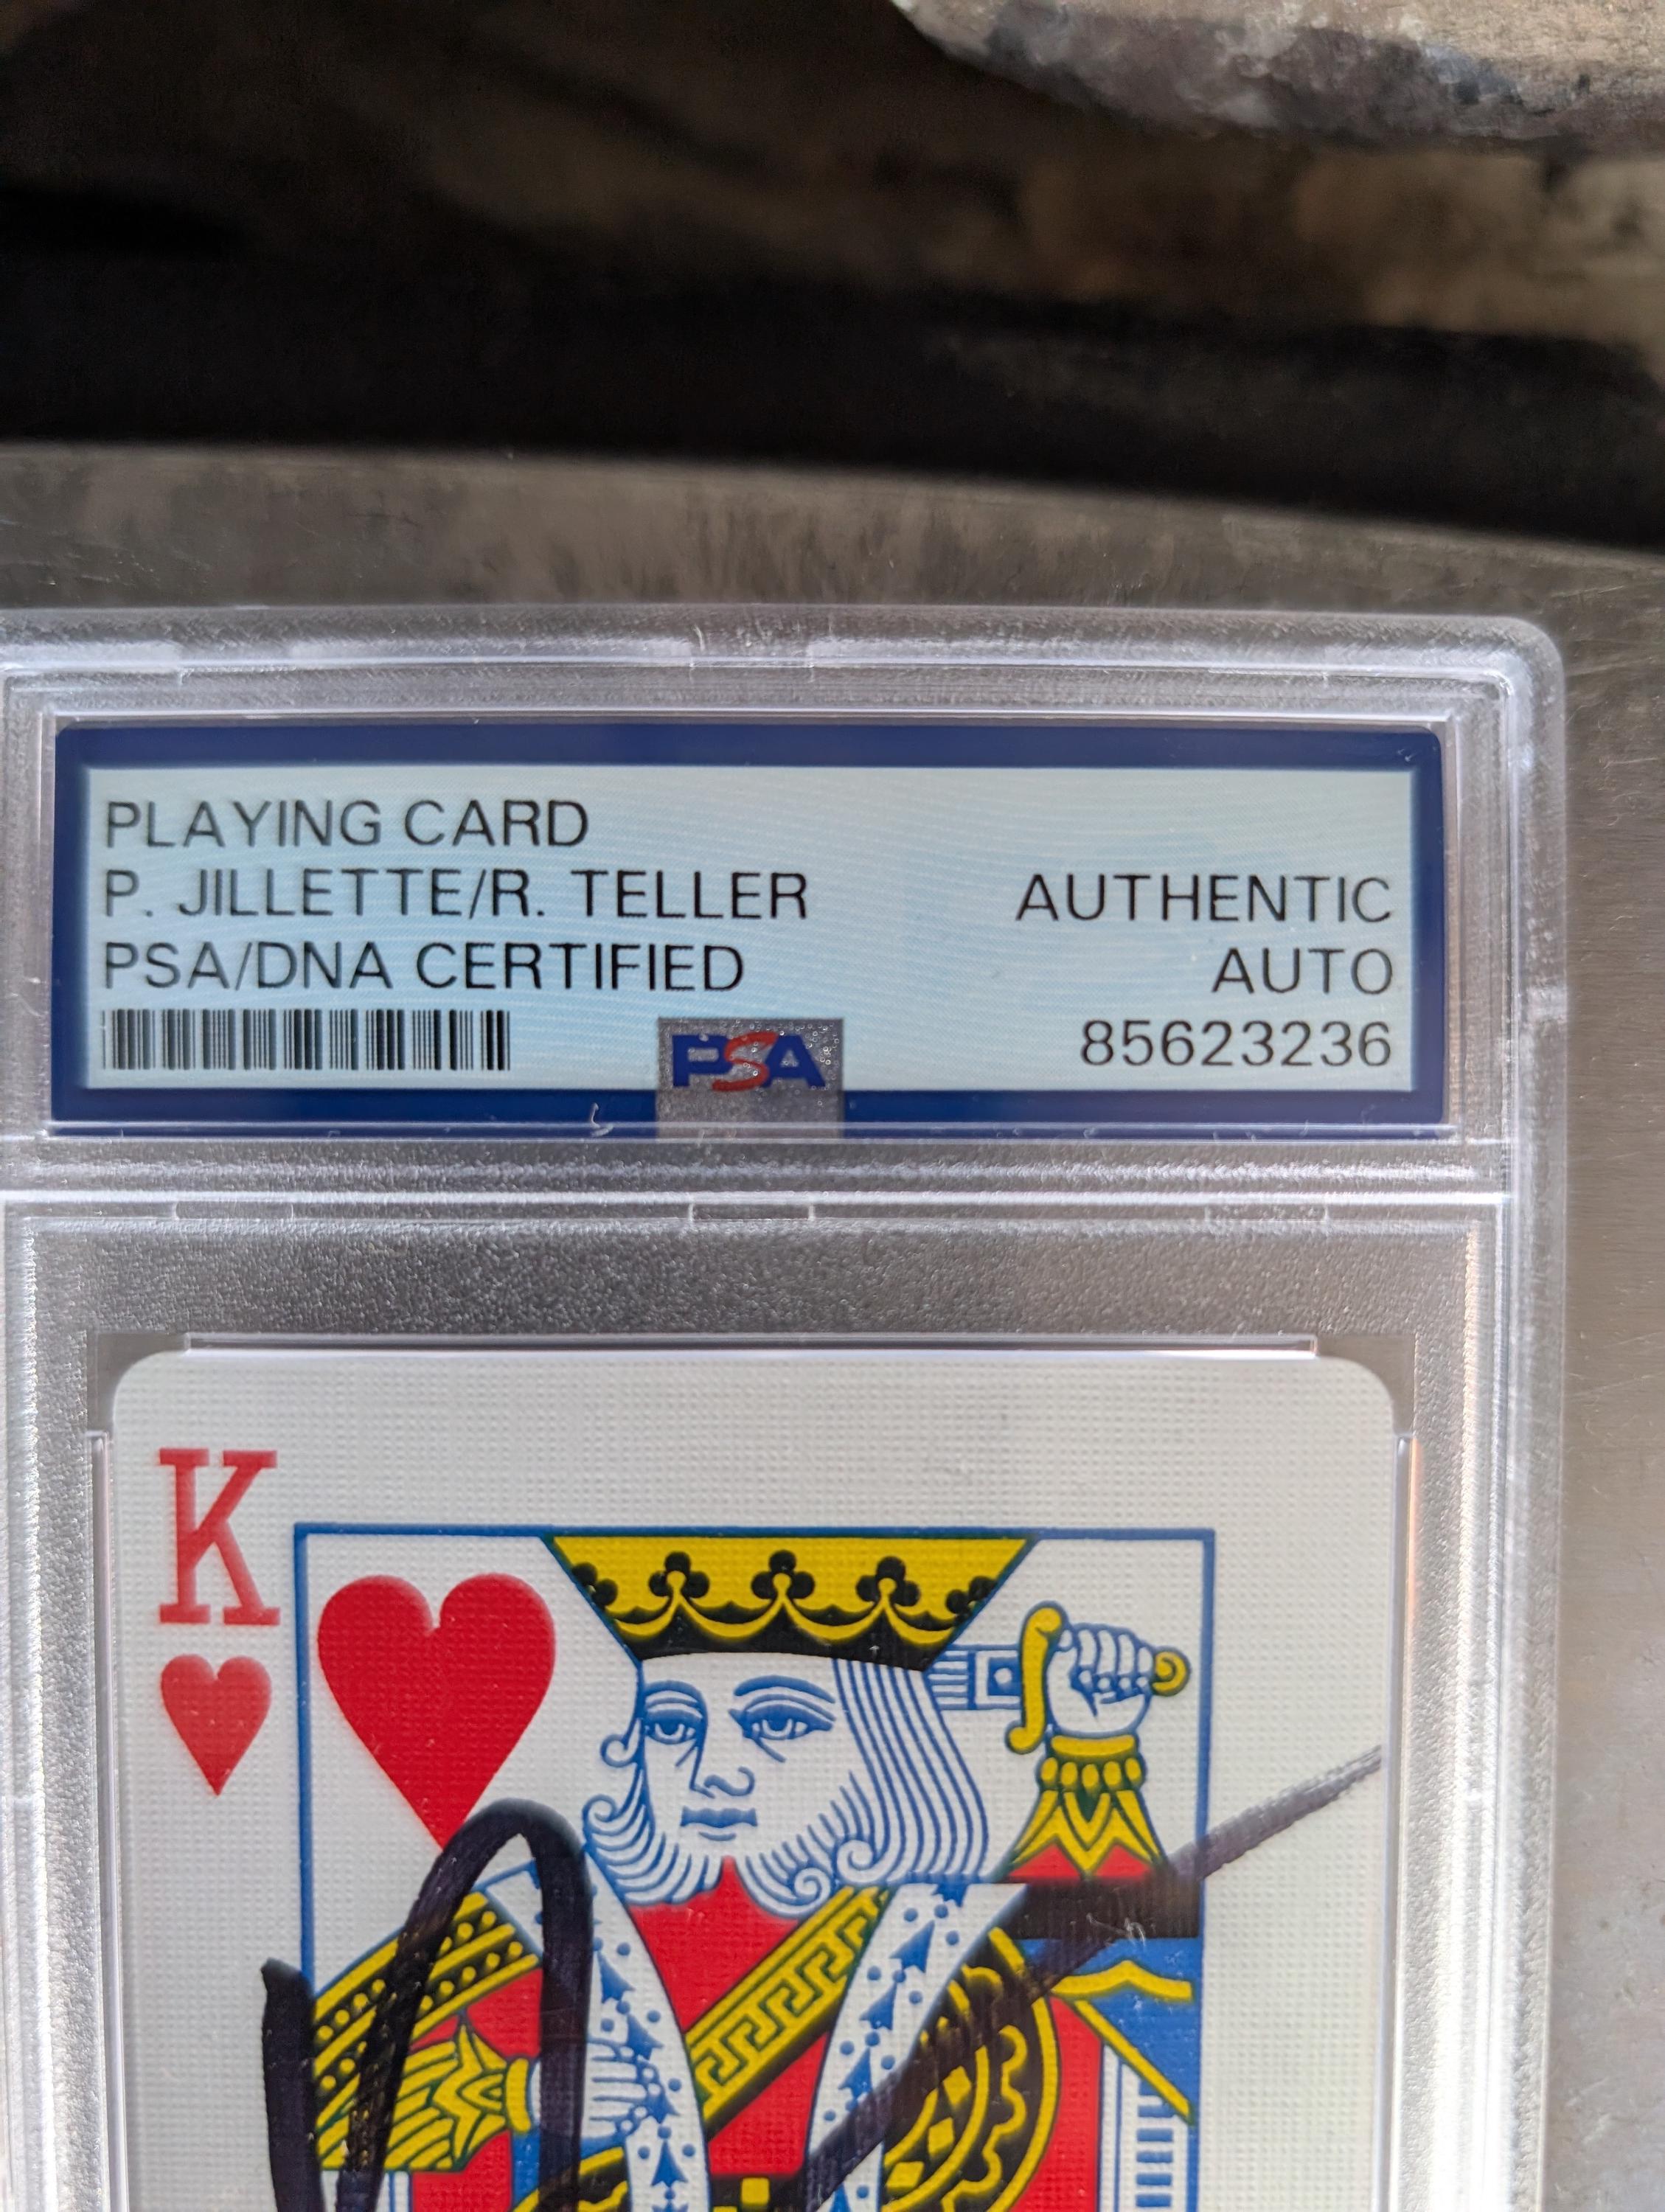 PLAYING CARD
P. JILLETTE/R. TELLER
PSA/DNA CERTIFIED
AUTHENTIC
AUTO
85623236
PSA
K